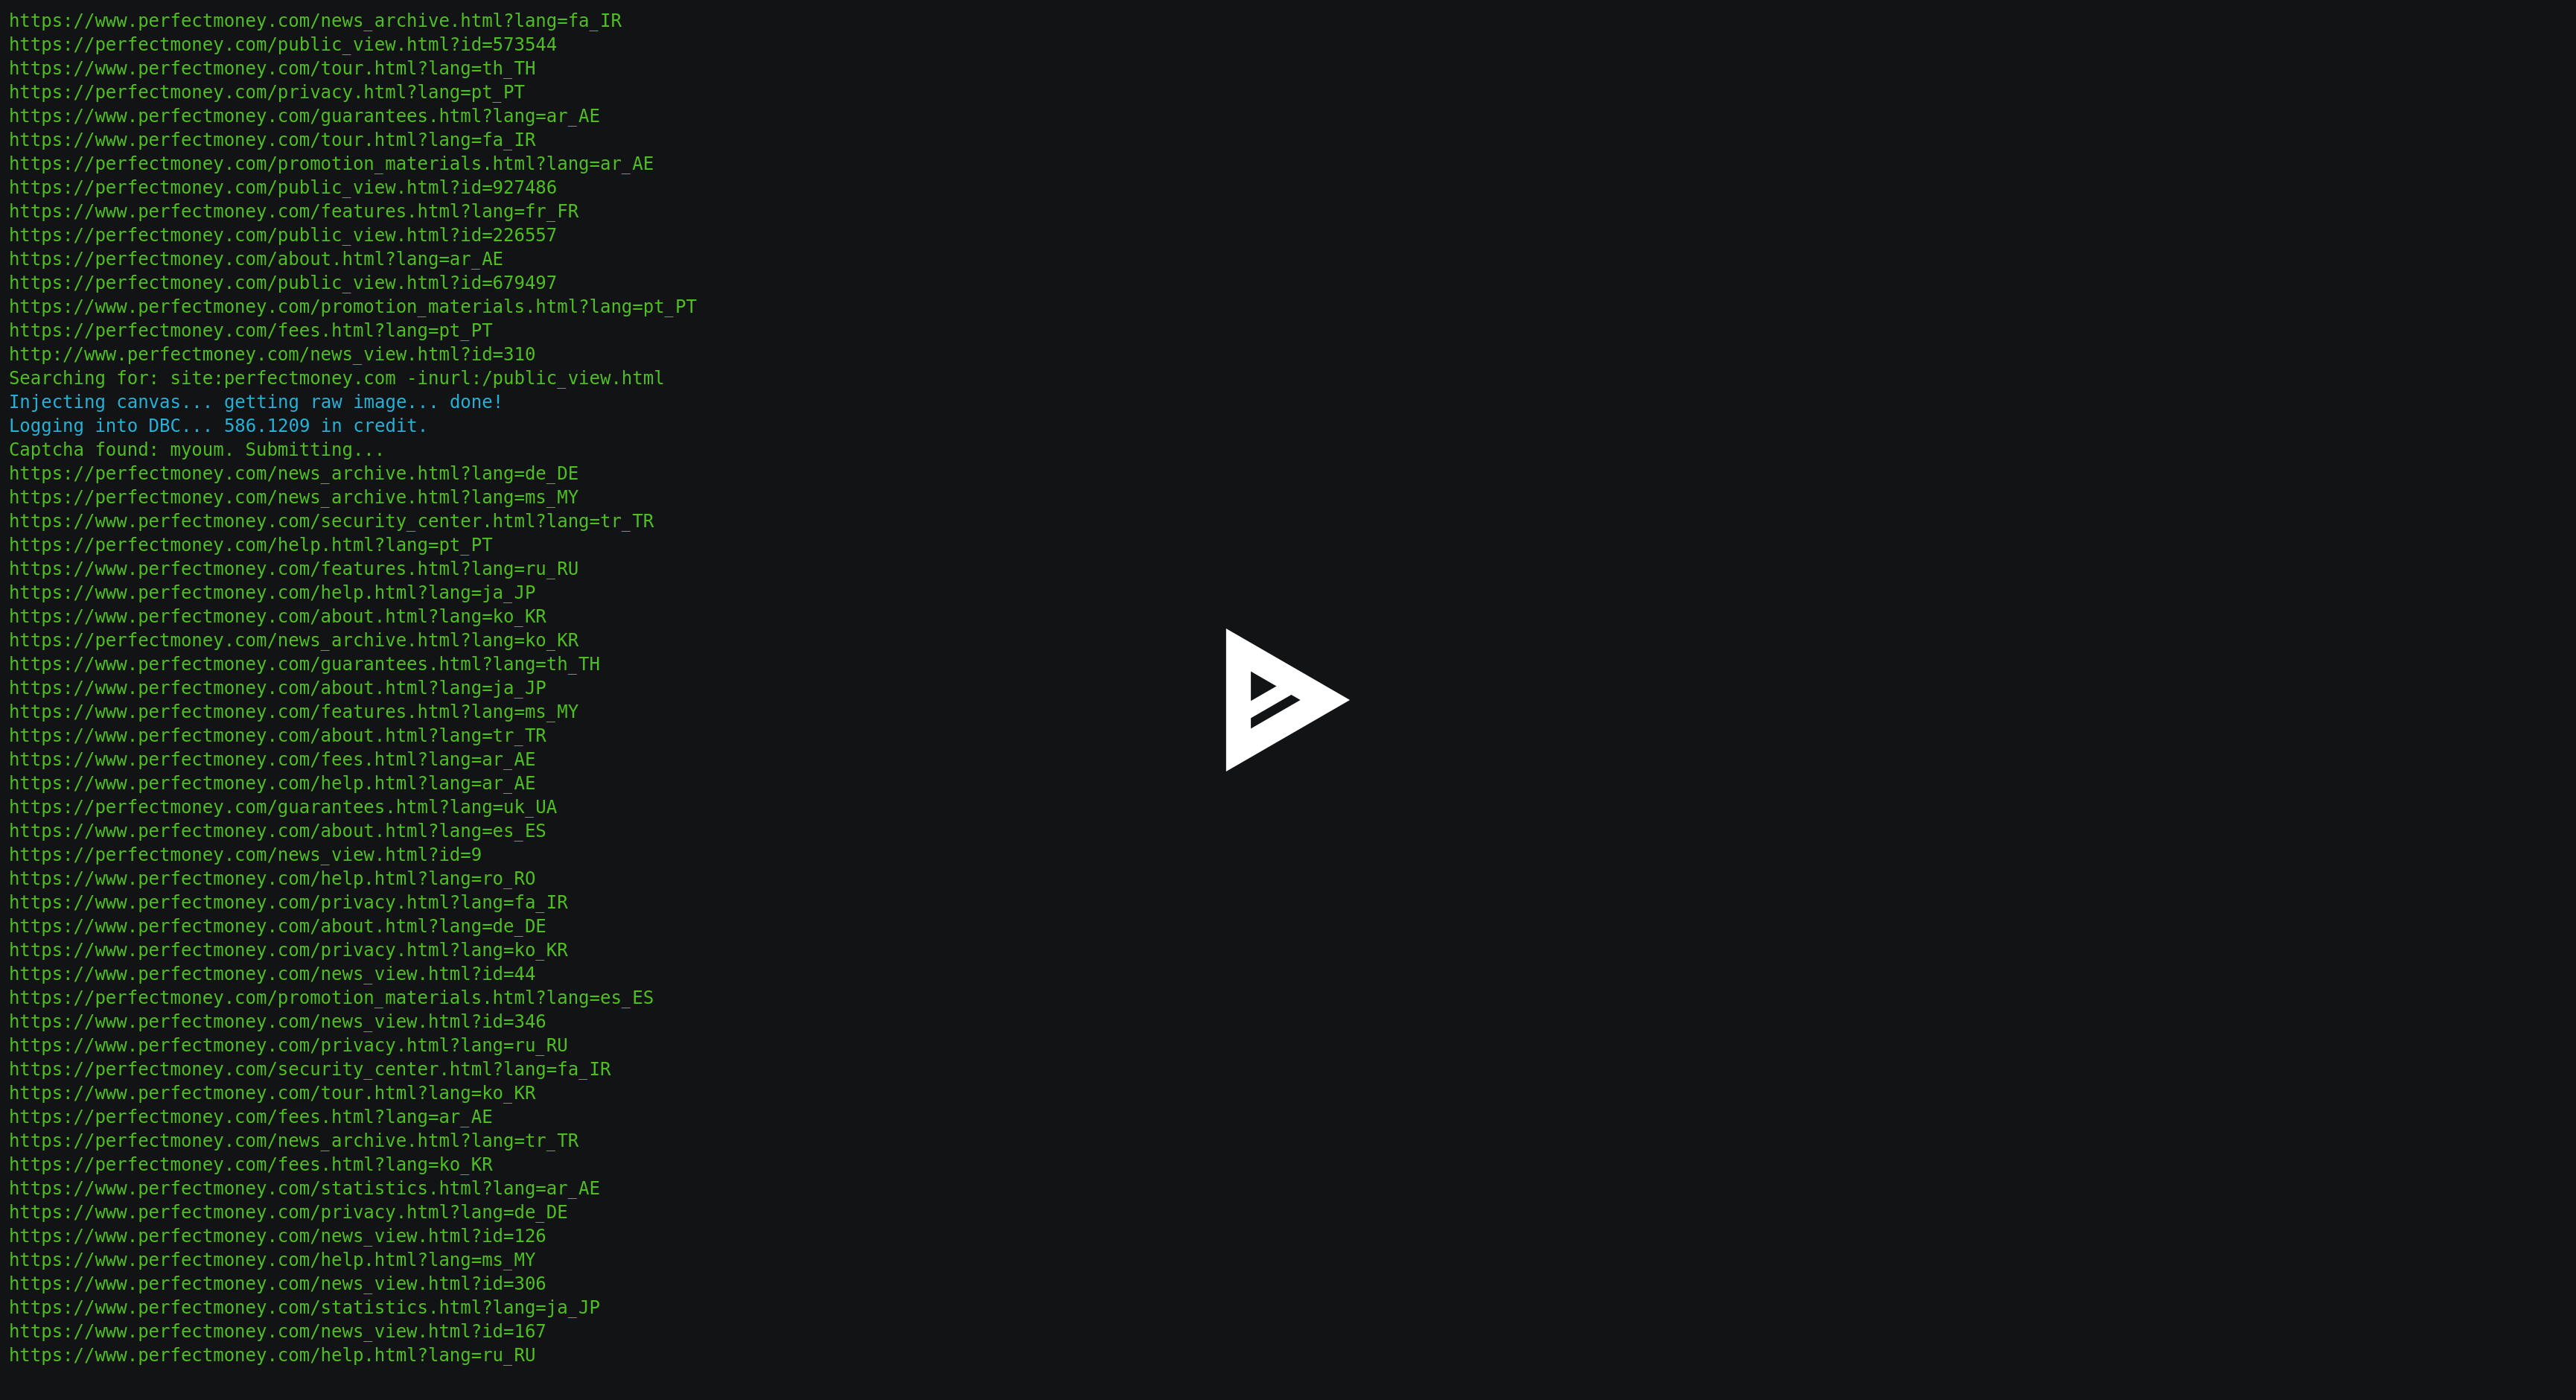 https://www.perfectmoney.com/news_archive.html?lang=fa_IR
https://perfectmoney.com/public_view.html?id=573544
https://www.perfectmoney.com/tour.html?lang=th_TH
https://perfectmoney.com/privacy.html?lang=pt_PT
https://www.perfectmoney.com/guarantees.html?lang=ar_AE
https://www.perfectmoney.com/tour.html?lang=fa_IR
https://perfectmoney.com/promotion_materials.html?lang=ar_AE
https://perfectmoney.com/public_view.html?id=927486
https://www.perfectmoney.com/features.html?lang=fr_FR
https://perfectmoney.com/public_view.html?id=226557
https://perfectmoney.com/about.html?lang=ar_AE
https://perfectmoney.com/public_view.html?id=679497
https://www.perfectmoney.com/promotion_materials.html?lang=pt_PT
https://perfectmoney.com/fees.html?lang=pt_PT
http://www.perfectmoney.com/news_view.html?id=310
Searching for: site:perfectmoney.com -inurl:/public_view.html
Injecting canvas... getting raw image... done!
Logging into DBC... 586.1209 in credit.
Captcha found: myoum. Submitting...
https://perfectmoney.com/news_archive.html?lang=de_DE
https://perfectmoney.com/news_archive.html?lang=ms_MY
https://www.perfectmoney.com/security_center.html?lang=tr_TR
https://perfectmoney.com/help.html?lang=pt_PT
https://www.perfectmoney.com/features.html?lang=ru_RU
https://www.perfectmoney.com/help.html?lang=ja_JP
https://www.perfectmoney.com/about.html?lang=ko_KR
https://perfectmoney.com/news_archive.html?lang=ko_KR
https://www.perfectmoney.com/guarantees.html?lang=th_TH
https://www.perfectmoney.com/about.html?lang=ja_JP
https://www.perfectmoney.com/features.html?lang=ms_MY
https://www.perfectmoney.com/about.html?lang=tr_TR
https://www.perfectmoney.com/fees.html?lang=ar_AE
https://www.perfectmoney.com/help.html?lang=ar_AE
https://perfectmoney.com/guarantees.html?lang=uk_UA
https://www.perfectmoney.com/about.html?lang=es_ES
https://perfectmoney.com/news_view.html?id=9
https://www.perfectmoney.com/help.html?lang=ro_RO
https://www.perfectmoney.com/privacy.html?lang=fa_IR
https://www.perfectmoney.com/about.html?lang=de_DE
https://www.perfectmoney.com/privacy.html?lang=ko_KR
https://www.perfectmoney.com/news_view.html?id=44
https://perfectmoney.com/promotion_materials.html?lang=es_ES
https://www.perfectmoney.com/news_view.html?id=346
https://www.perfectmoney.com/privacy.html?lang=ru_RU
https://perfectmoney.com/security_center.html?lang=fa_IR
https://www.perfectmoney.com/tour.html?lang=ko_KR
https://perfectmoney.com/fees.html?lang=ar_AE
https://perfectmoney.com/news_archive.html?lang=tr_TR
https://perfectmoney.com/fees.html?lang=ko_KR
https://www.perfectmoney.com/statistics.html?lang=ar_AE
https://www.perfectmoney.com/privacy.html?lang=de_DE
https://www.perfectmoney.com/news_view.html?id=126
https://www.perfectmoney.com/help.html?lang=ms_MY
https://www.perfectmoney.com/news_view.html?id=306
https://www.perfectmoney.com/statistics.html?lang=ja_JP
https://www.perfectmoney.com/news_view.html?id=167
https://www.perfectmoney.com/help.html?lang=ru_RU